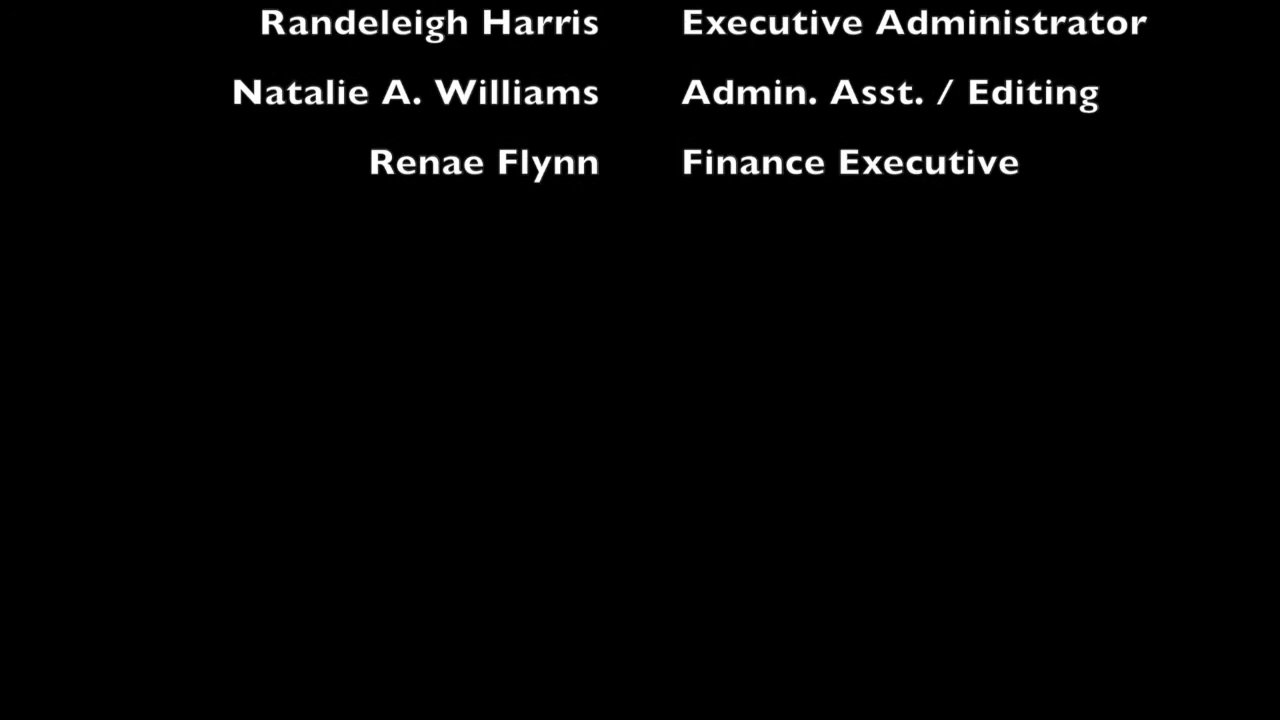 Randeleigh Harris Executive Administrator
Natalie A. Williams Admin. Asst. / Editing
Renae Flynn Finance Executive